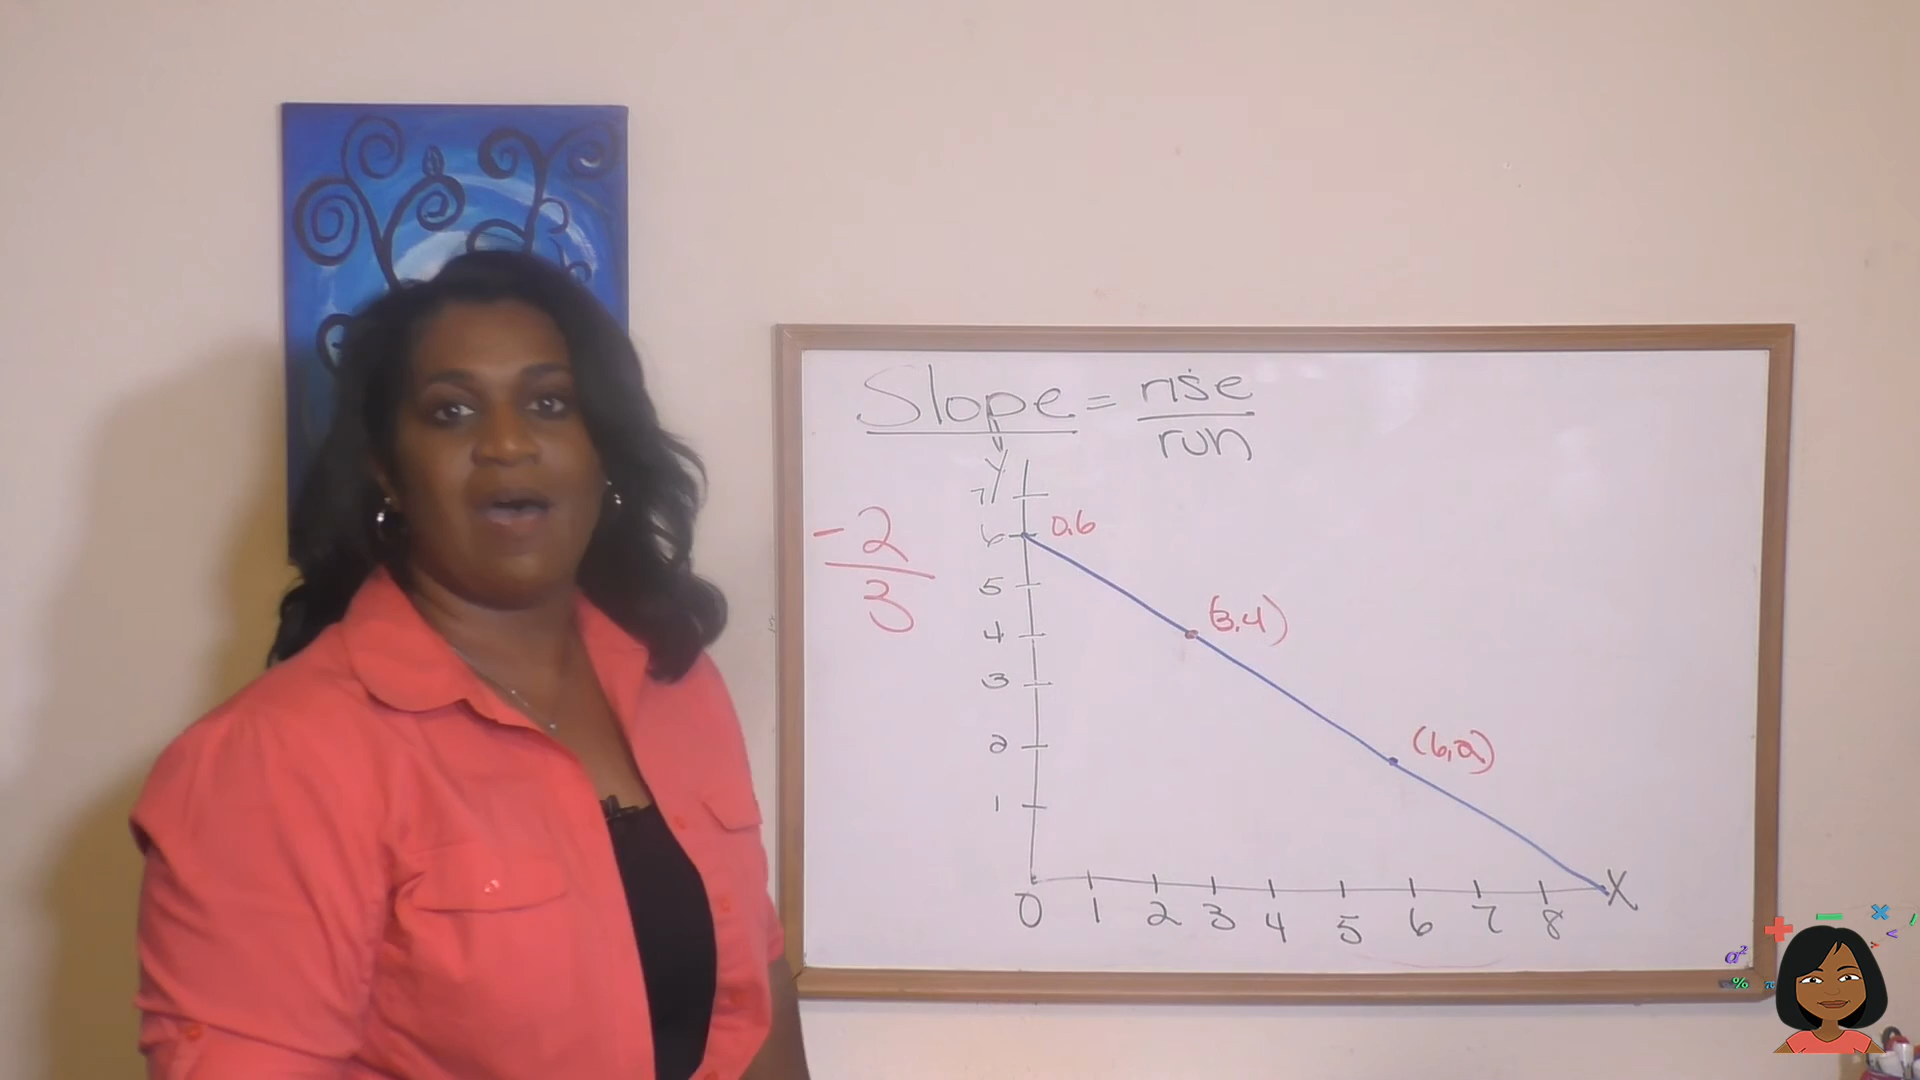 Slope = rise
run
y
7
6
5
4
3
2
1
-2
3
0,6
(3,4)
(6,2)
0 1 2 3 4 5 6 7 8 X
a²
%
π